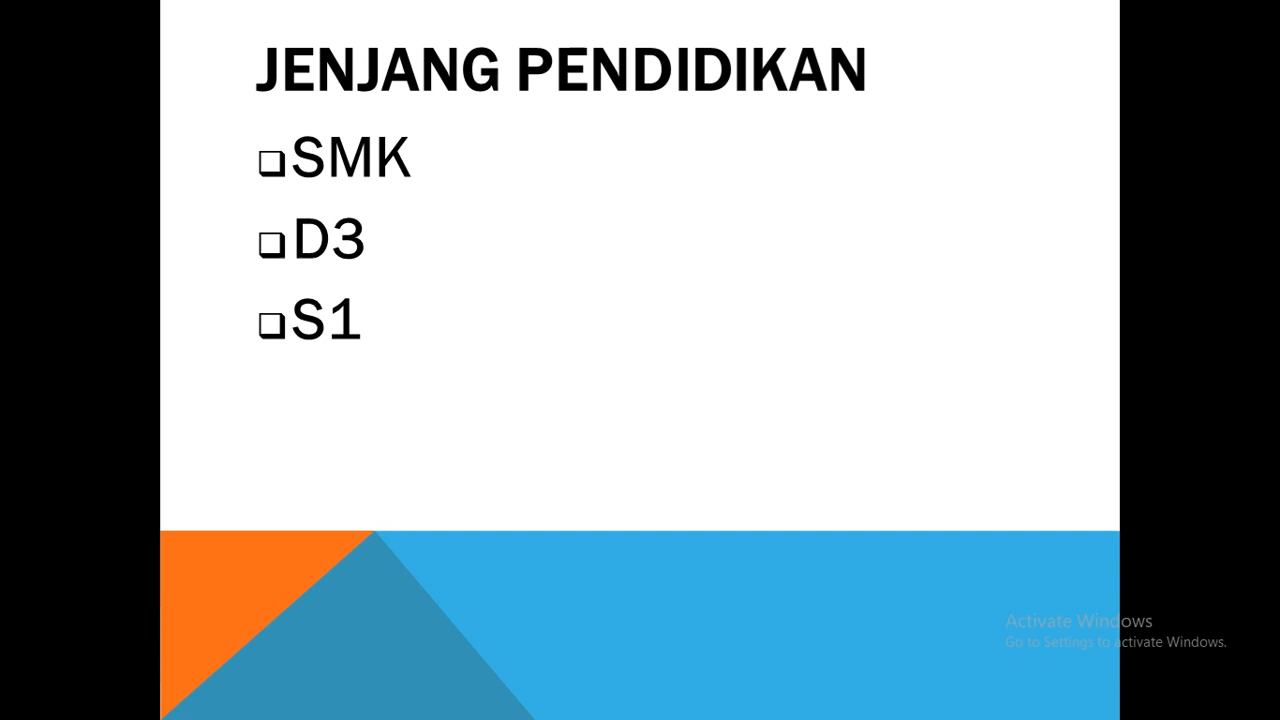 JENJANG PENDIDIKAN
❑SMK
❑D3
❑S1
Activate Windows
Go to Settings to activate Windows.